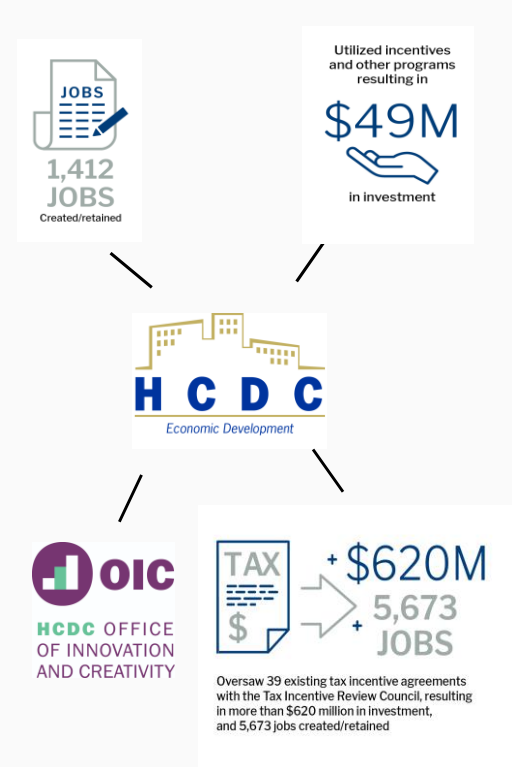 JOBS
1,412
JOBS
Created/retained
Utilized incentives
and other programs
resulting in
$49M
in investment
HCDC
Economic Development
OIC
HCDC OFFICE
OF INNOVATION
AND CREATIVITY
TAX
$
+ $620M
+ 5,673
JOBS
Oversaw 39 existing tax incentive agreements
with the Tax Incentive Review Council, resulting
in more than $620 million in investment,
and 5,673 jobs created/retained